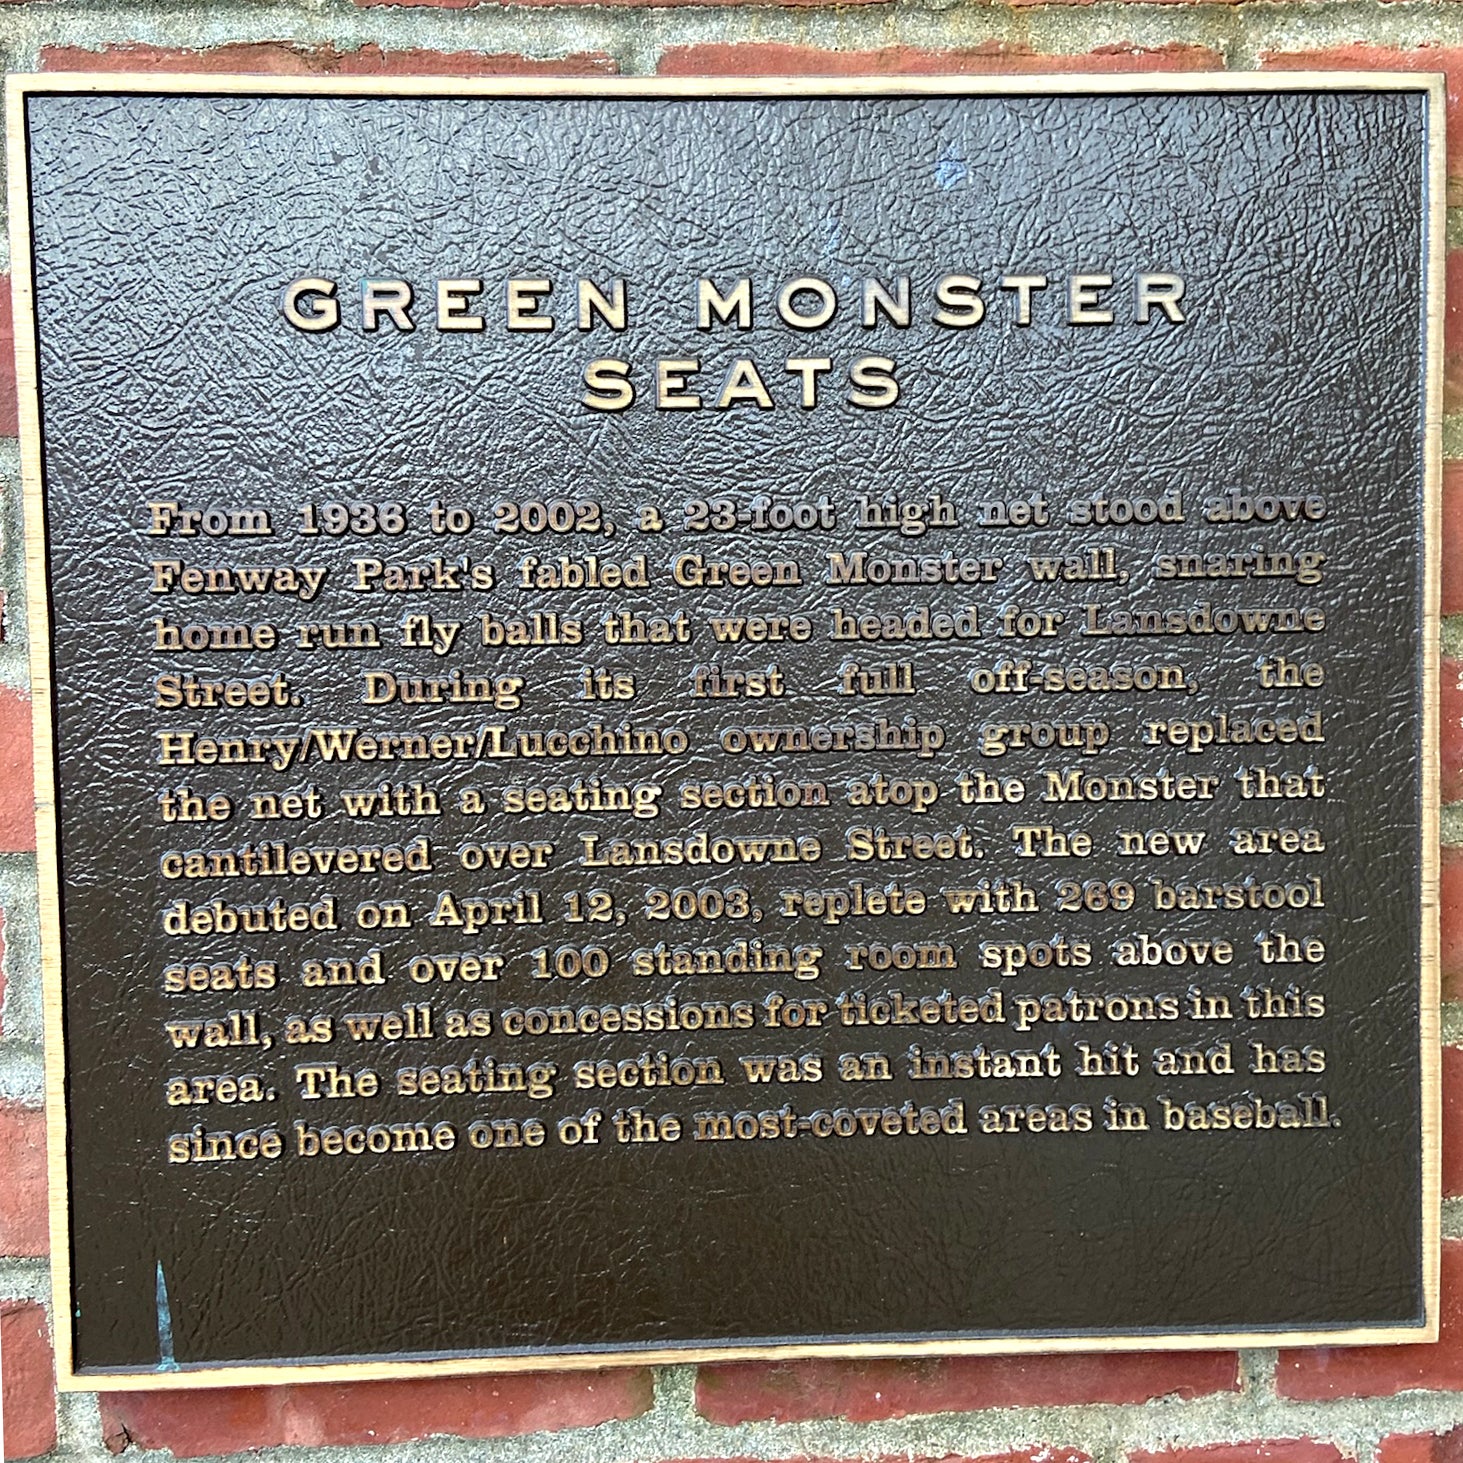 GREEN MONSTER
SEATS
From 1936 to 2002, a 23-foot high net stood above
Fenway Park's fabled Green Monster wall, snaring
home run fly balls that were headed for Lansdowne
Street. During its first full off-season, the
Henry/Werner/Lucchino ownership group replaced
the net with a seating section atop the Monster that
cantilevered over Lansdowne Street. The new area
debuted on April 12, 2003, replete with 269 barstool
seats and over 100 standing room spots above the
wall, as well as concessions for ticketed patrons in this
area. The seating section was an instant hit and has
since become one of the most-coveted areas in baseball.